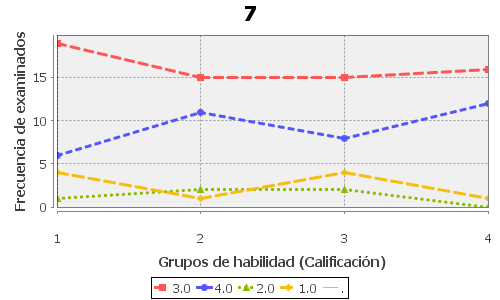 7
Frecuencia de examinados
15
10
5
0
1 2 3 4
Grupos de habilidad (Calificación)
3.0 4.0 2.0 1.0 .